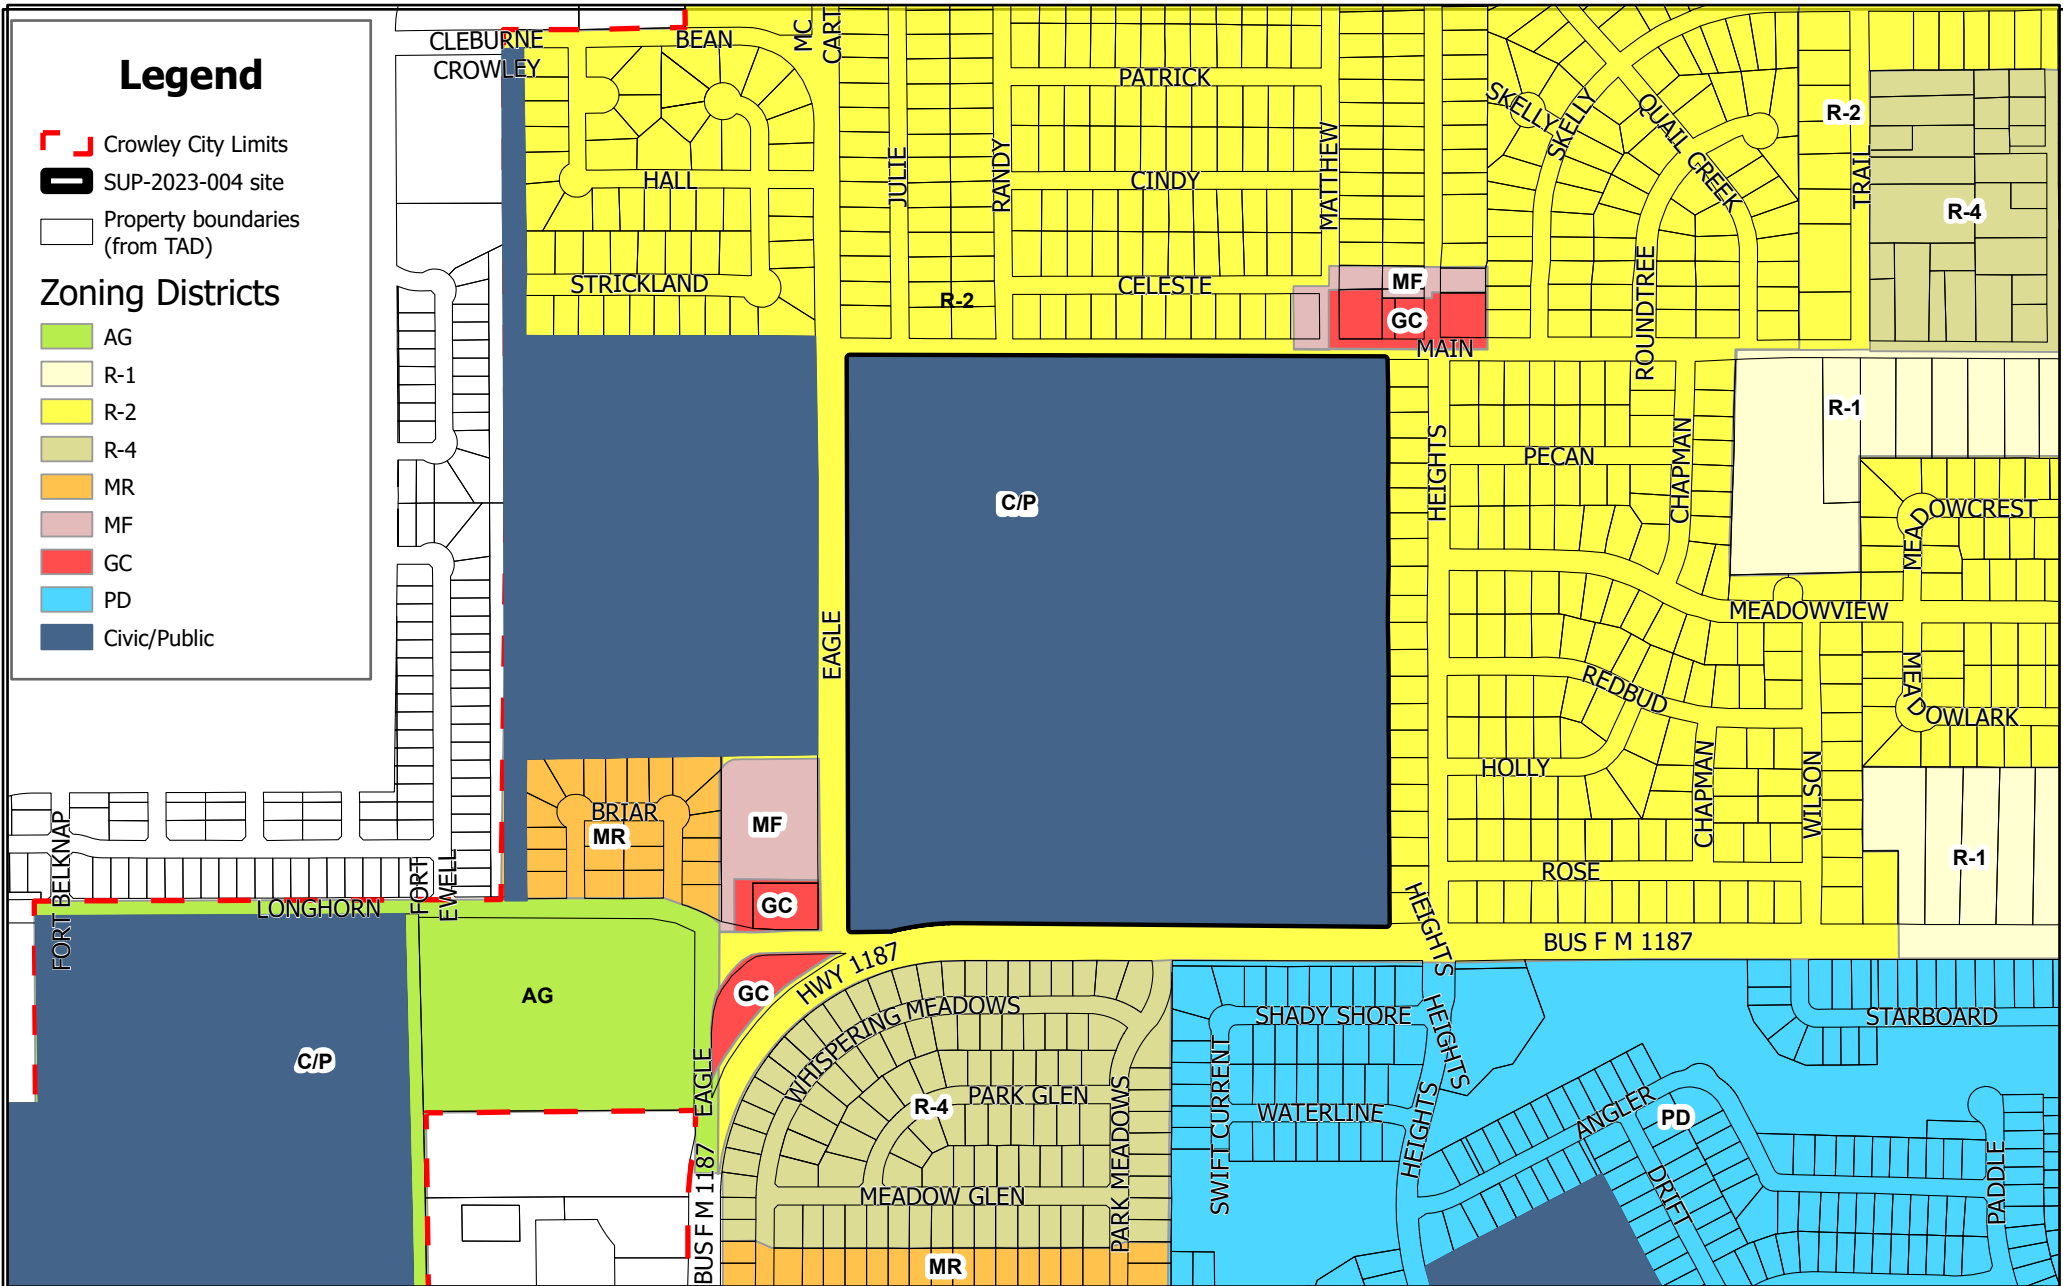 Legend
Crowley City Limits
SUP-2023-004 site
Property boundaries
(from TAD)
Zoning Districts
AG
R-1
R-2
R-4
MR
MF
GC
PD
Civic/Public
CLEBURNE
CROWLEY
BEAN
MC
CART
PATRICK
SKELLY
SKELLY
QUAIL CREEK
R-2
TRAIL
JULIE
RANDY
MATTHEW
HALL
CINDY
R-4
STRICKLAND
R-2
CELESTE
MF
GC
MAIN
ROUNDTREE
R-1
C/P
HEIGHTS
PECAN
CHAPMAN
MEADOWCREST
EAGLE
MEADOWVIEW
REDBUD
MEADOWLARK
HOLLY
CHAPMAN
WILSON
BRIAR
MR
MF
FORT BELKNAP
FORT
EWELL
ROSE
R-1
GC
LONGHORN
HEIGHTS
BUS F M 1187
HWY 1187
GC
AG
C/P
WHISPERING MEADOWS
SHADY SHORE
HEIGHTS
STARBOARD
EAGLE
SWIFT CURRENT
PARK GLEN
R-4
PARK MEADOWS
WATERLINE
HEIGHTS
ANGLER
PD
BUS F M 1187
MEADOW GLEN
DRIFT
PADDLE
MR